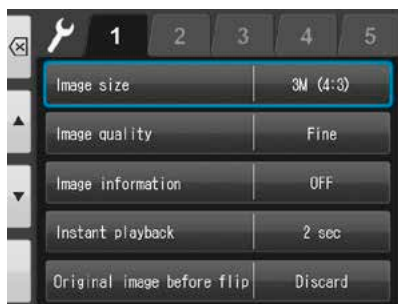 1 2 3 4 5
Image size 3M (4:3)
Image quality Fine
Image information OFF
Instant playback 2 sec
Original image before flip Discard